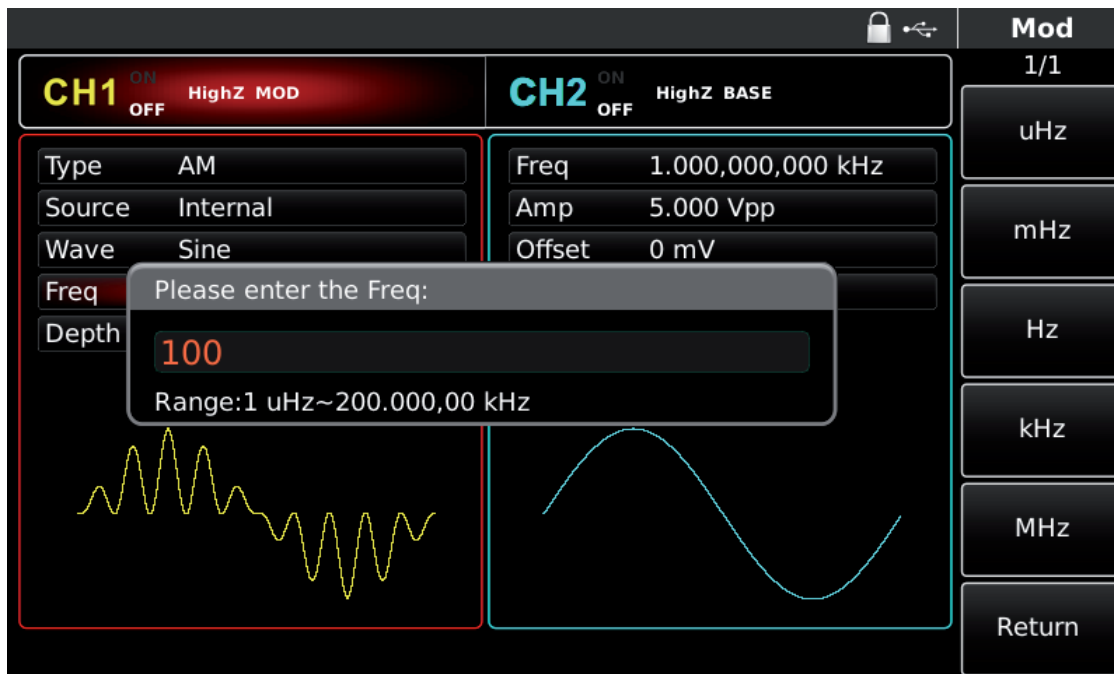 Mod
1/1
CH1 ON OFF HighZ MOD
CH2 ON OFF HighZ BASE
Type AM
Source Internal
Wave Sine
Freq
Depth
Freq 1.000,000,000 kHz
Amp 5.000 Vpp
Offset 0 mV
Please enter the Freq:
100
Range:1 uHz~200.000,00 kHz
uHz
mHz
Hz
kHz
MHz
Return